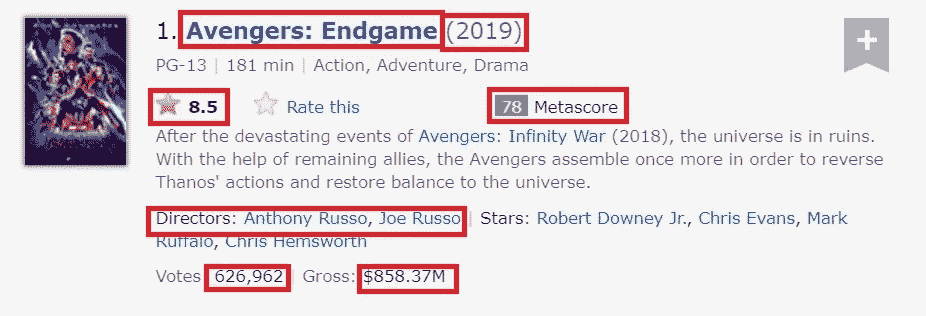 1. Avengers: Endgame (2019)
PG-13 | 181 min | Action, Adventure, Drama
8.5 Rate this 78 Metascore
After the devastating events of Avengers: Infinity War (2018), the universe is in ruins.
With the help of remaining allies, the Avengers assemble once more in order to reverse
Thanos' actions and restore balance to the universe.
Directors: Anthony Russo, Joe Russo | Stars: Robert Downey Jr., Chris Evans, Mark
Ruffalo, Chris Hemsworth
Votes 626,962 Gross: $858.37M